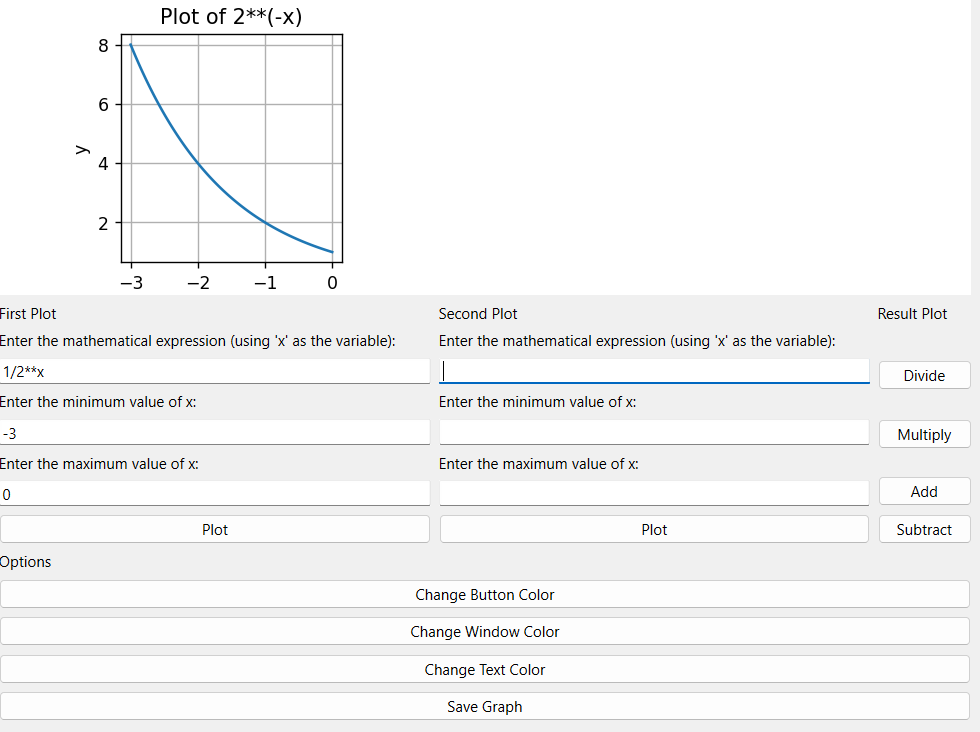 Plot of 2**(-x)
8
6
4
2
y
−3 −2 −1 0
First Plot Second Plot Result Plot
Enter the mathematical expression (using 'x' as the variable): Enter the mathematical expression (using 'x' as the variable):
1/2**x Divide
Enter the minimum value of x: Enter the minimum value of x:
-3 Multiply
Enter the maximum value of x: Enter the maximum value of x:
0 Add
Plot Plot Subtract
Options
Change Button Color
Change Window Color
Change Text Color
Save Graph